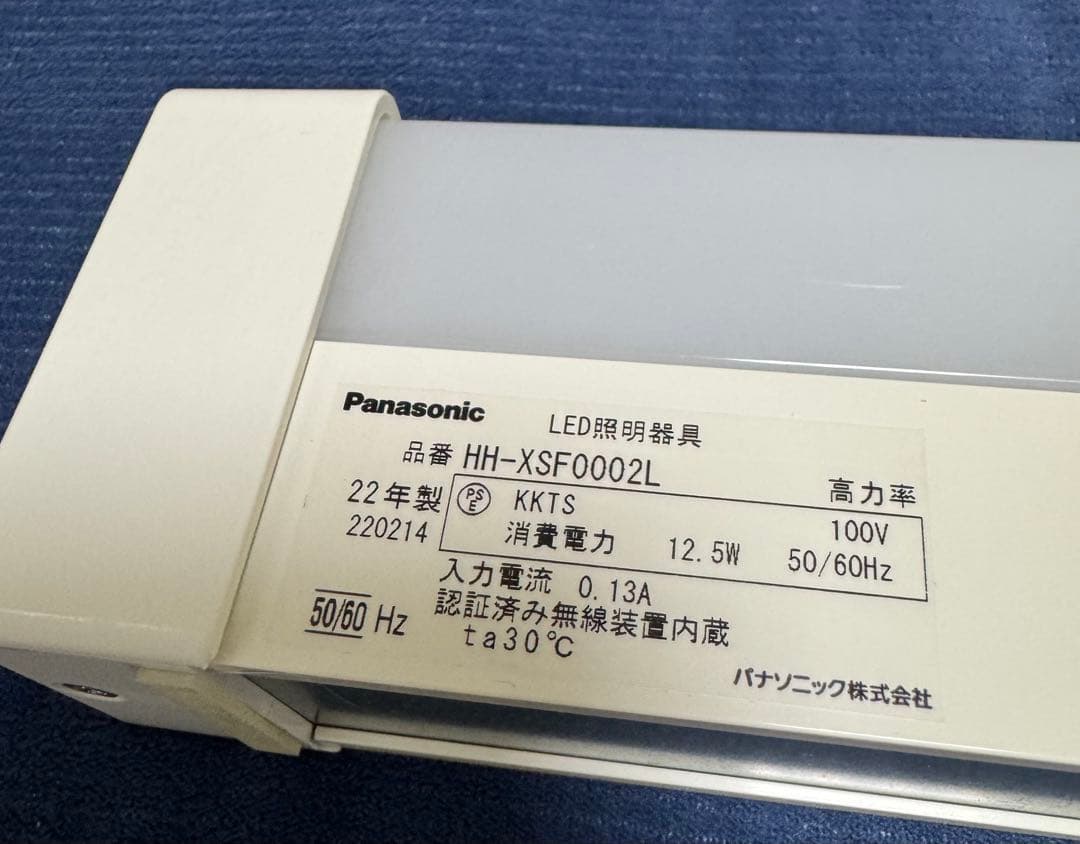 Panasonic LED照明器具
品番 HH-XSF0002L 高力率
22年製 PSE KKTS 100V
220214 消費電力 12.5W 50/60Hz
入力電流 0.13A
50/60 Hz 認証済み無線装置内蔵
ta30℃
パナソニック株式会社